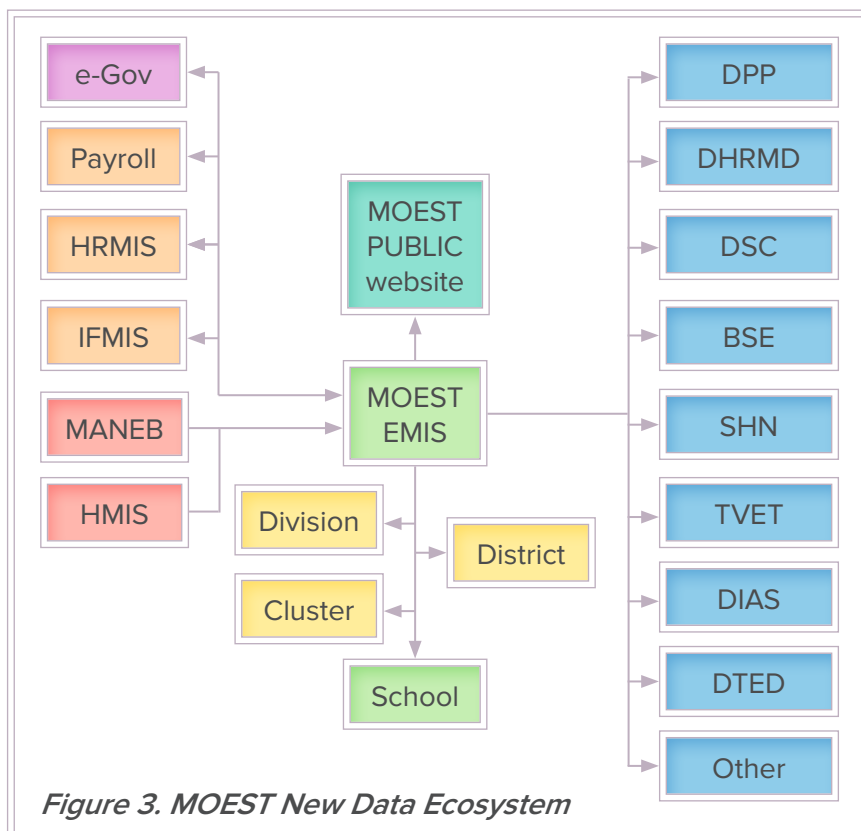 e-Gov
Payroll
HRMIS
IFMIS
MANEB
HMIS
MOEST
PUBLIC
website
MOEST
EMIS
Division
District
Cluster
School
DPP
DHRMD
DSC
BSE
SHN
TVET
DIAS
DTED
Other
Figure 3. MOEST New Data Ecosystem